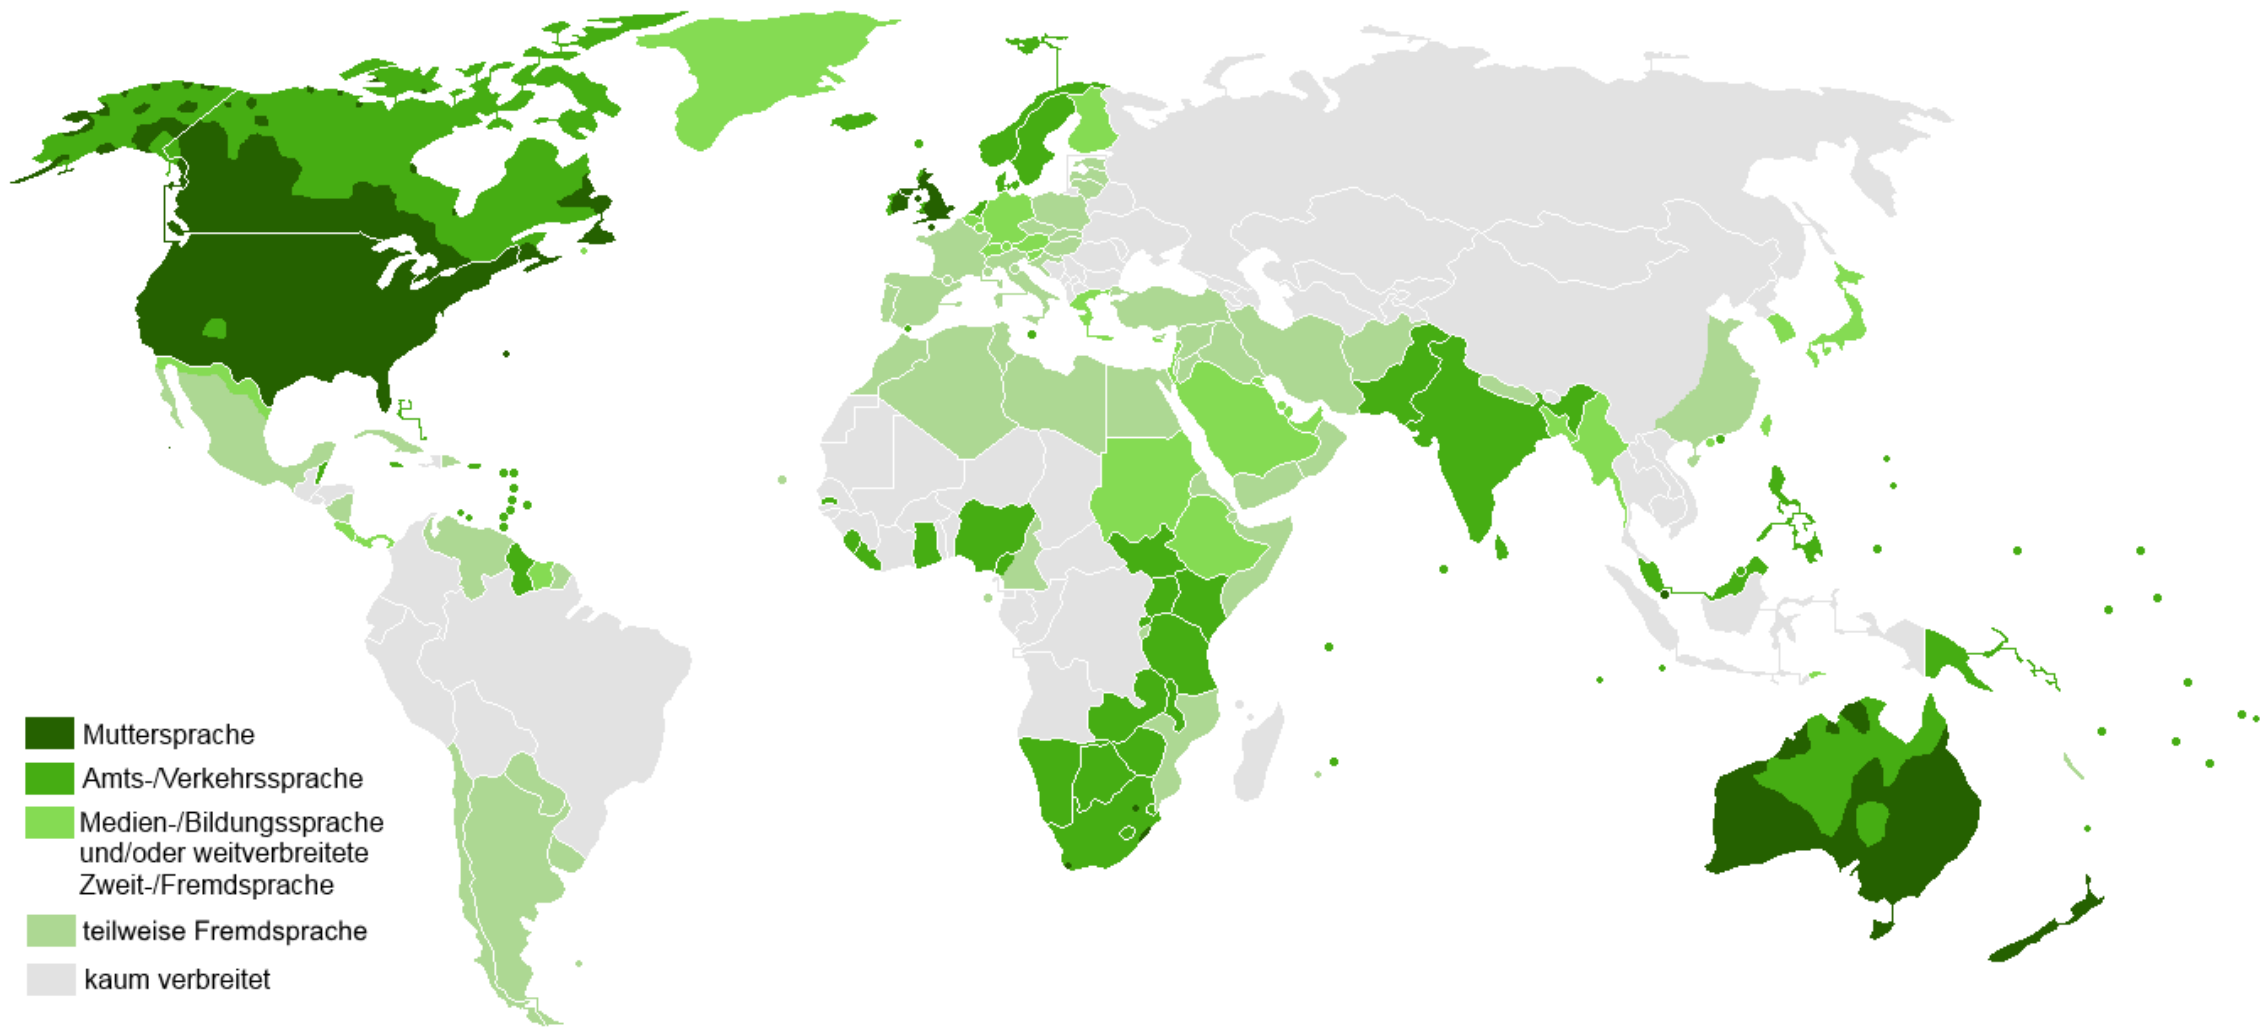 Muttersprache
Amts-/Verkehrssprache
Medien-/Bildungssprache
und/oder weitverbreitete
Zweit-/Fremdsprache
teilweise Fremdsprache
kaum verbreitet